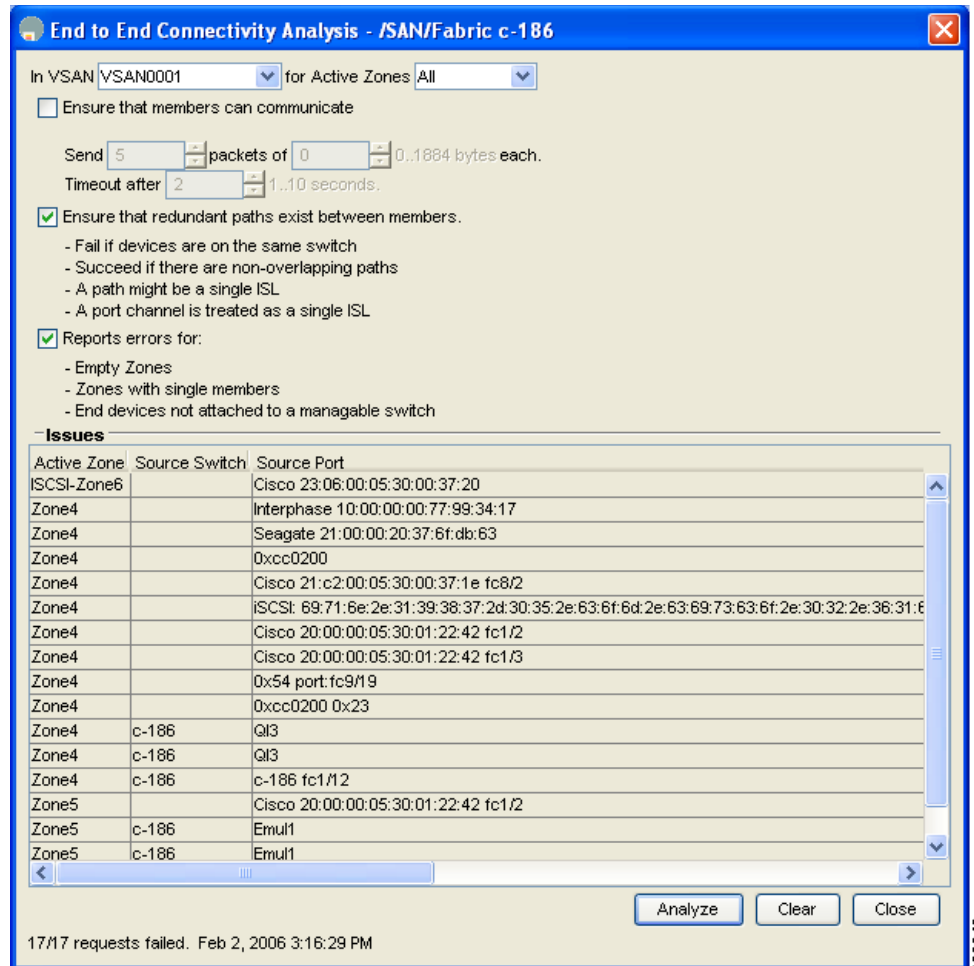 End to End Connectivity Analysis - /SAN/Fabric c-186
In VSAN VSAN0001 for Active Zones All
Ensure that members can communicate
Send 5 packets of 0 0..1884 bytes each.
Timeout after 2 1..10 seconds.
Ensure that redundant paths exist between members.
- Fail if devices are on the same switch
- Succeed if there are non-overlapping paths
- A path might be a single ISL
- A port channel is treated as a single ISL
Reports errors for:
- Empty Zones
- Zones with single members
- End devices not attached to a managable switch
Issues
Active Zone Source Switch Source Port
ISCSI-Zone6 Cisco 23:06:00:05:30:00:37:20
Zone4 Interphase 10:00:00:00:77:99:34:17
Zone4 Seagate 21:00:00:20:37:6f:db:63
Zone4 0xcc0200
Zone4 Cisco 21:c2:00:05:30:00:37:1e fc8/2
Zone4 iSCSI: 69:71:6e:2e:31:39:38:37:2d:30:35:2e:63:6f:6d:2e:63:69:73:63:6f:2e:30:32:2e:36:31:6
Zone4 Cisco 20:00:00:05:30:01:22:42 fc1/2
Zone4 Cisco 20:00:00:05:30:01:22:42 fc1/3
Zone4 0x54 port:fc9/19
Zone4 0xcc0200 0x23
Zone4 c-186 Ql3
Zone4 c-186 Ql3
Zone4 c-186 c-186 fc1/12
Zone5 Cisco 20:00:00:05:30:01:22:42 fc1/2
Zone5 c-186 Emul1
Zone5 c-186 Emul1
Analyze Clear Close
17/17 requests failed. Feb 2, 2006 3:16:29 PM